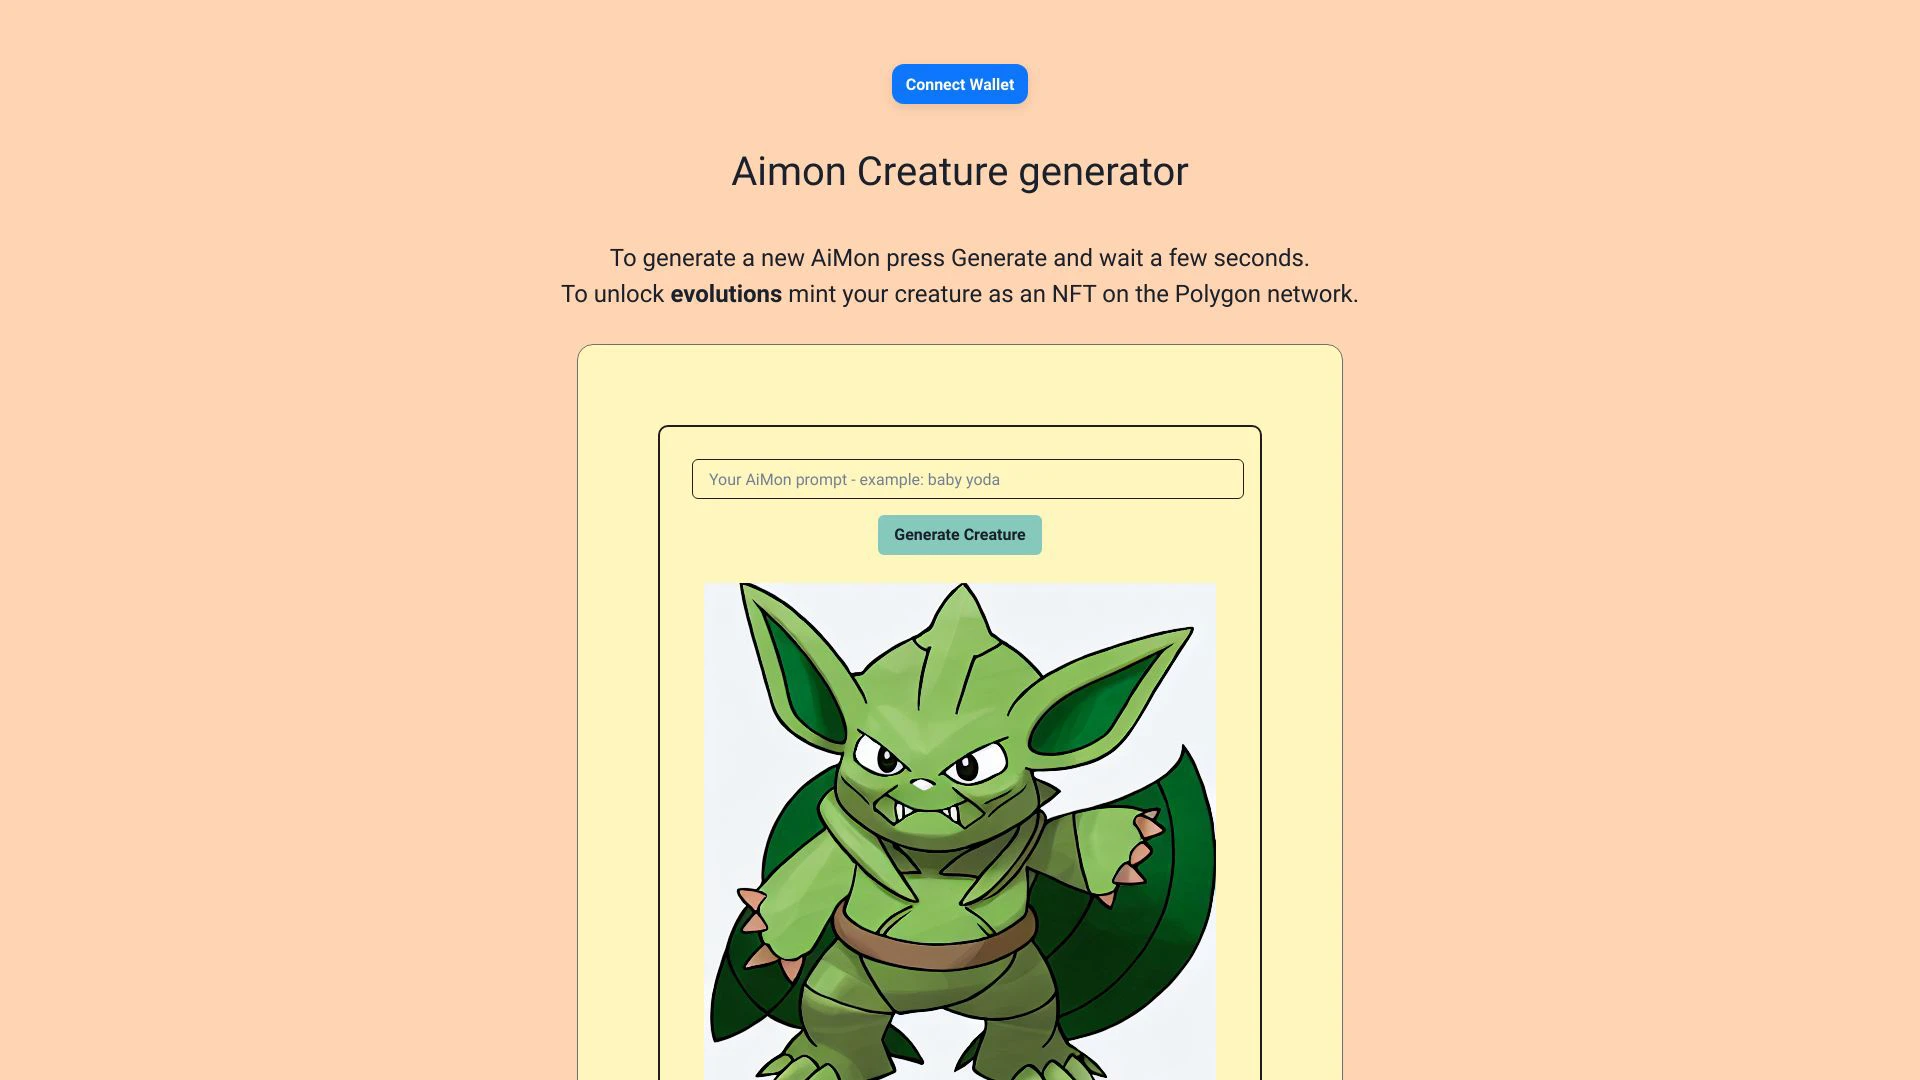 Connect Wallet
Aimon Creature generator
To generate a new AiMon press Generate and wait a few seconds.
To unlock evolutions mint your creature as an NFT on the Polygon network.
Your AiMon prompt - example: baby yoda
Generate Creature